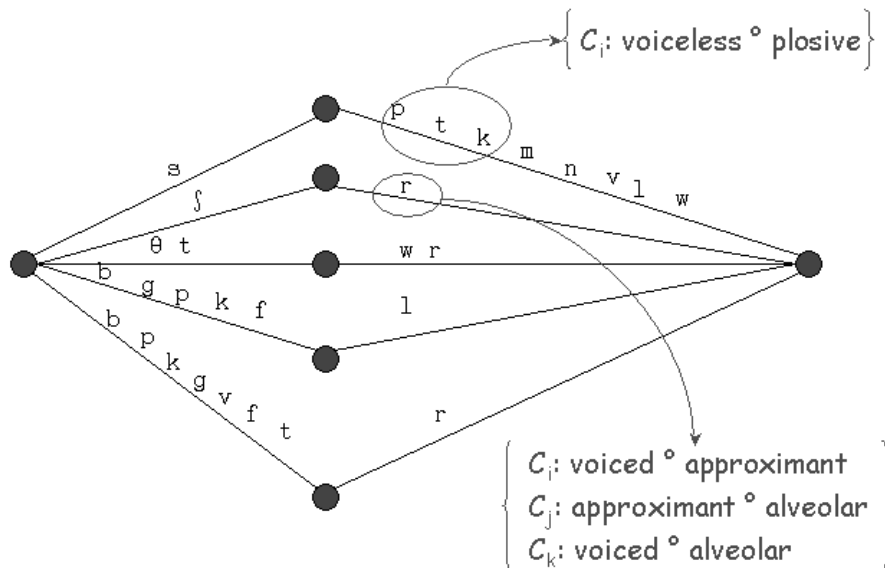 Cᵢ: voiceless ° plosive
s
p t k m n v l w
ʃ
r
θ t
w r
b g p k f
l
b p k g v f t
r
Cᵢ: voiced ° approximant
Cⱼ: approximant ° alveolar
Cₖ: voiced ° alveolar